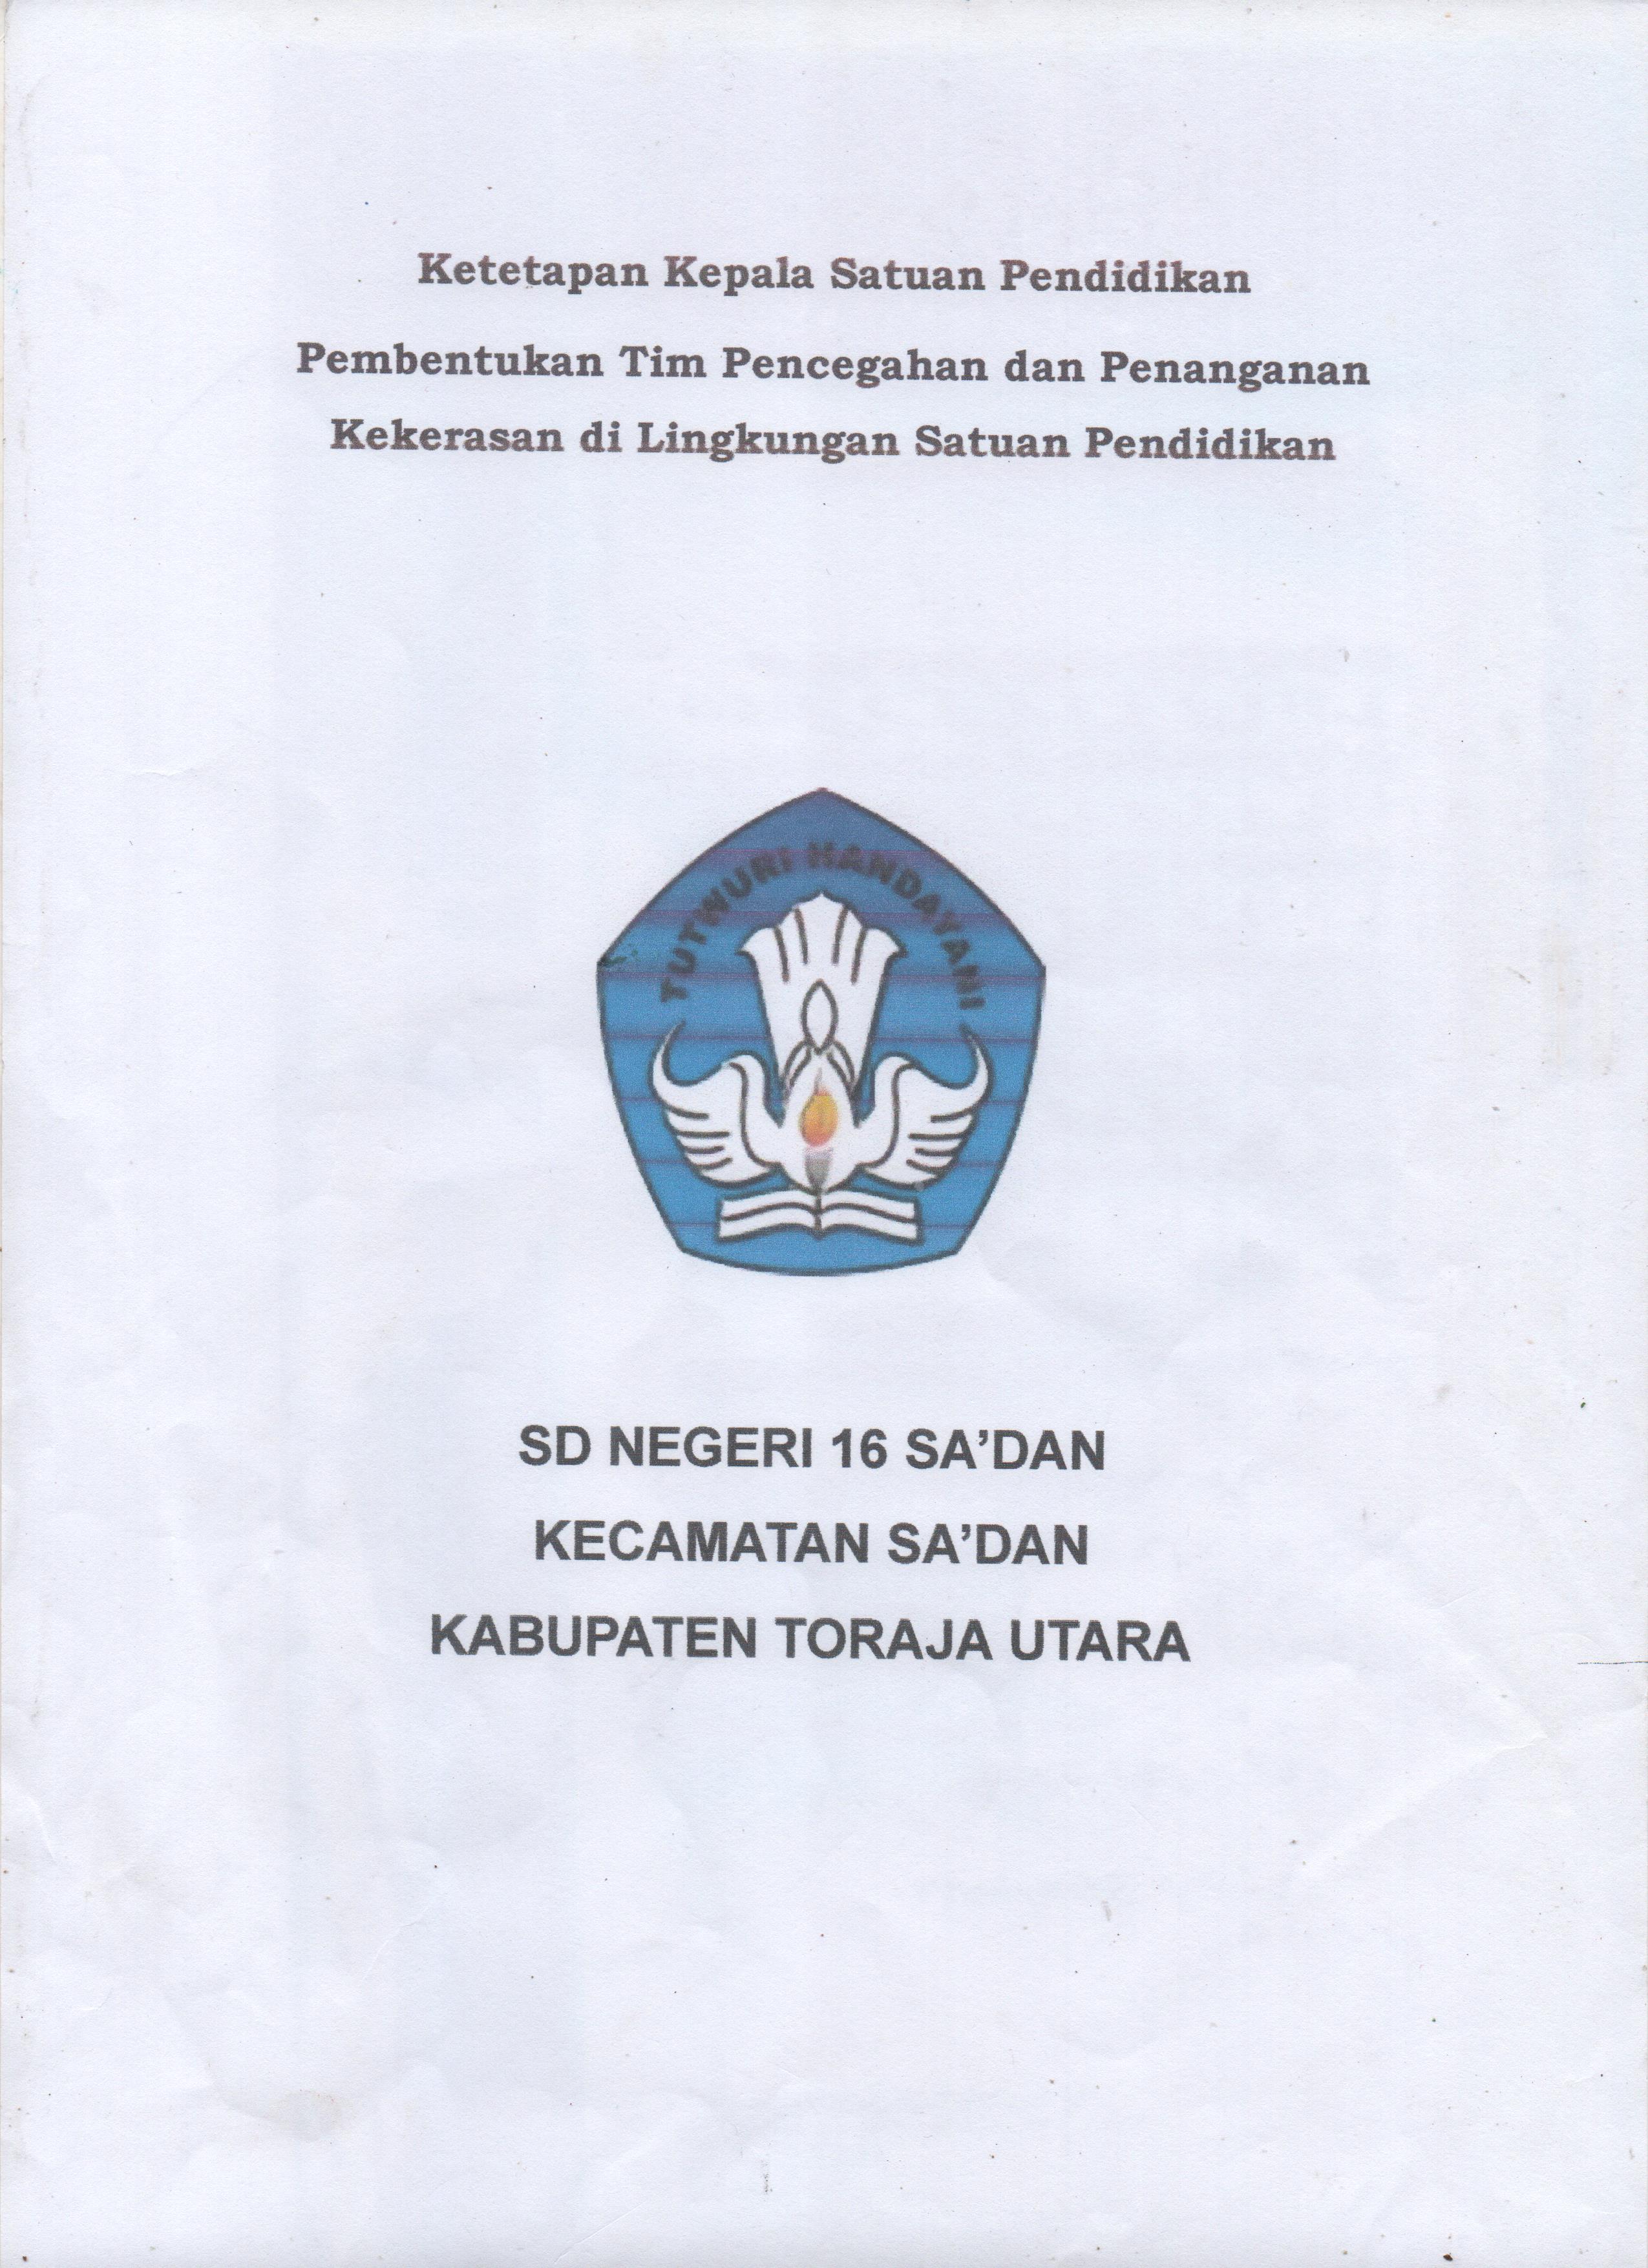 Ketetapan Kepala Satuan Pendidikan
Pembentukan Tim Pencegahan dan Penanganan
Kekerasan di Lingkungan Satuan Pendidikan
TUT WURI HANDAYANI
SD NEGERI 16 SA’DAN
KECAMATAN SA’DAN
KABUPATEN TORAJA UTARA